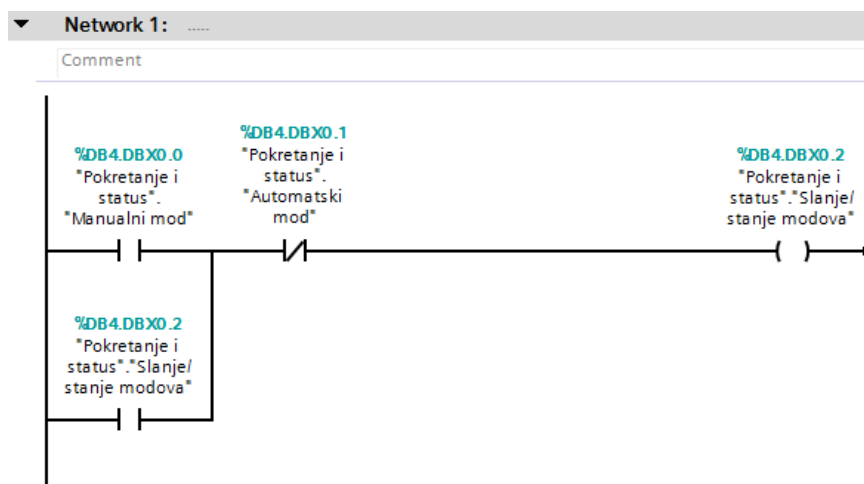 Network 1: .....
Comment
%DB4.DBX0.0
"Pokretanje i
status".
"Manualni mod"
%DB4.DBX0.1
"Pokretanje i
status".
"Automatski
mod"
%DB4.DBX0.2
"Pokretanje i
status"."Slanje/
stanje modova"
%DB4.DBX0.2
"Pokretanje i
status"."Slanje/
stanje modova"